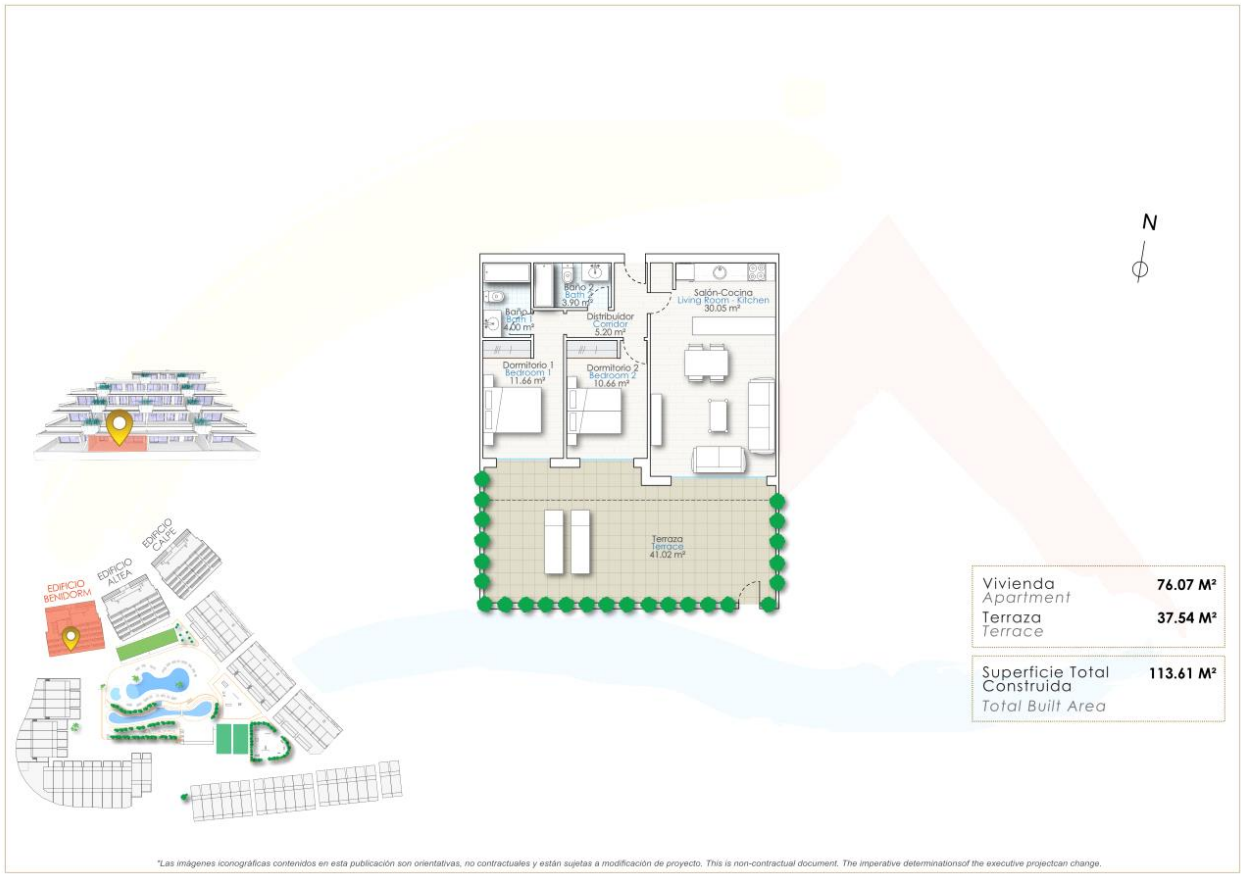 N
Baño 2
Bath 2
3.90 m²
Salón-Cocina
Living Room - Kitchen
30.05 m²
Baño 1
Bath 1
4.00 m²
Distribuidor
Corridor
5.20 m²
Dormitorio 1
Bedroom 1
11.66 m²
Dormitorio 2
Bedroom 2
10.66 m²
Terraza
Terrace
41.02 m²
EDIFICIO
CALPE
EDIFICIO
ALTEA
EDIFICIO
BENIDORM
Vivienda 76.07 M²
Apartment
Terraza 37.54 M²
Terrace
Superficie Total 113.61 M²
Construida
Total Built Area
"Las imágenes iconográficas contenidos en esta publicación son orientativas, no contractuales y están sujetas a modificación de proyecto. This is non-contractual document. The imperative determinationsof the executive projectcan change.